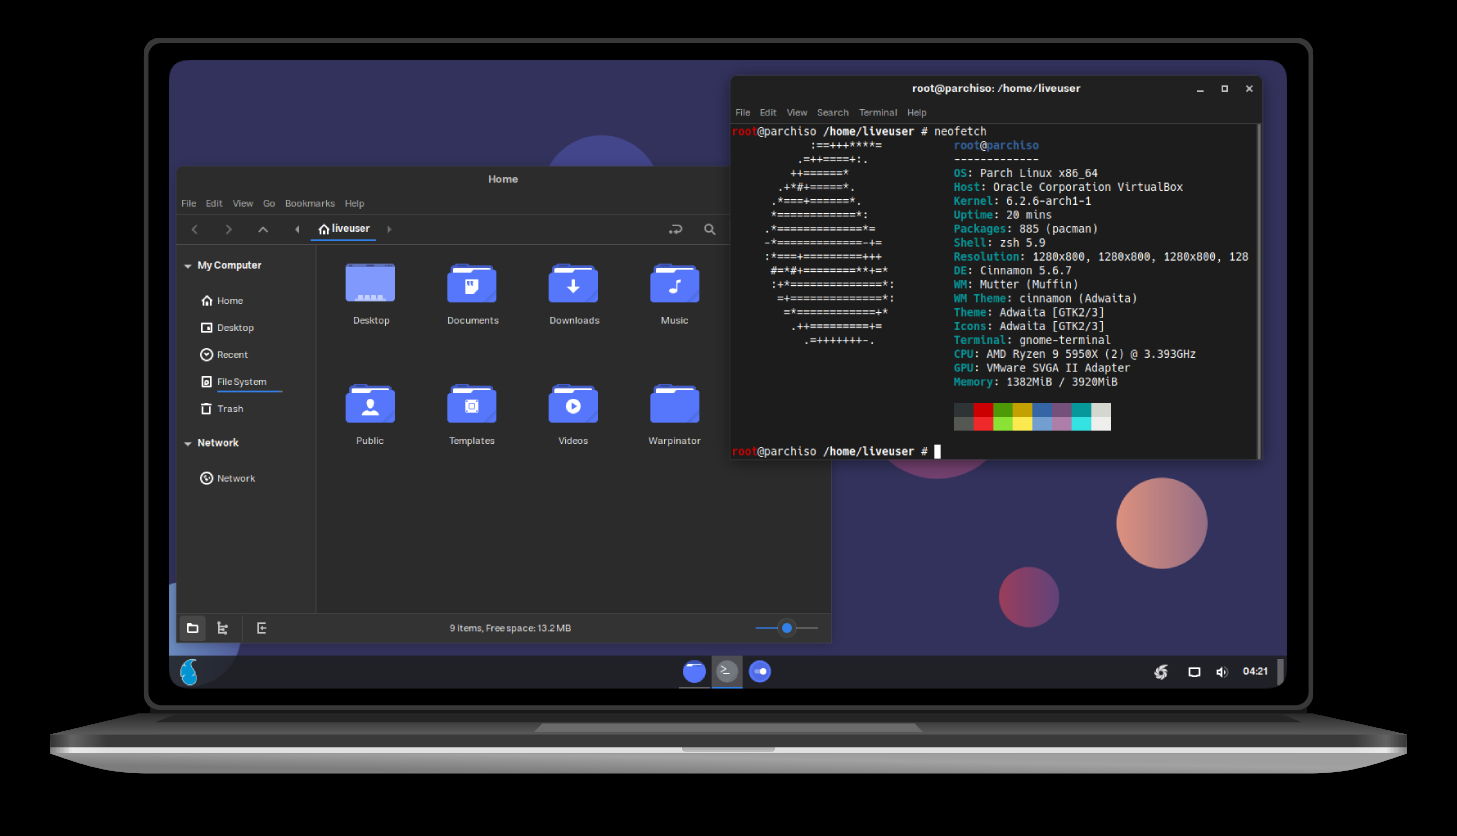 Home
File Edit View Go Bookmarks Help
liveuser
My Computer
Home
Desktop
Recent
File System
Trash
Network
Network
Desktop
Documents
Downloads
Music
Public
Templates
Videos
Warpinator
9 items, Free space: 13.2 MB
root@parchiso: /home/liveuser
File Edit View Search Terminal Help
root@parchiso /home/liveuser # neofetch
root@parchiso
-------------
OS: Parch Linux x86_64
Host: Oracle Corporation VirtualBox
Kernel: 6.2.6-arch1-1
Uptime: 20 mins
Packages: 885 (pacman)
Shell: zsh 5.9
Resolution: 1280x800, 1280x800, 1280x800, 128
DE: Cinnamon 5.6.7
WM: Mutter (Muffin)
WM Theme: cinnamon (Adwaita)
Theme: Adwaita [GTK2/3]
Icons: Adwaita [GTK2/3]
Terminal: gnome-terminal
CPU: AMD Ryzen 9 5950X (2) @ 3.393GHz
GPU: VMware SVGA II Adapter
Memory: 1382MiB / 3920MiB
root@parchiso /home/liveuser #
04:21